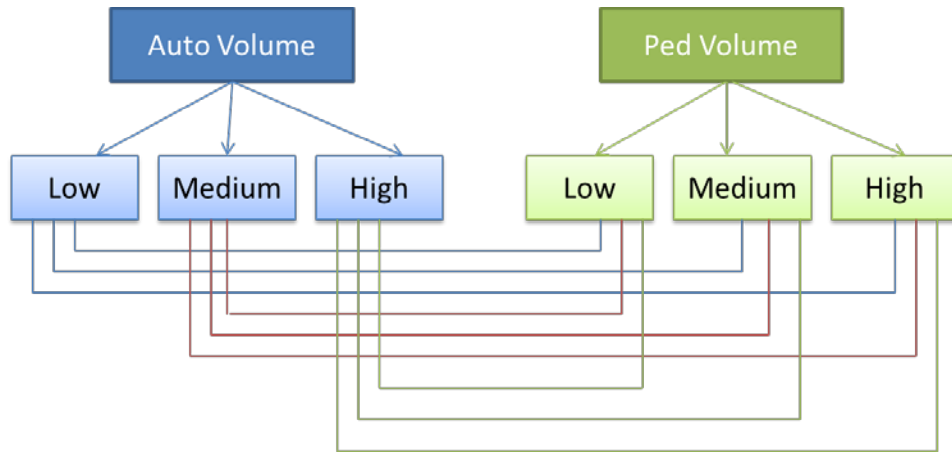 Auto Volume
Ped Volume
Low
Medium
High
Low
Medium
High